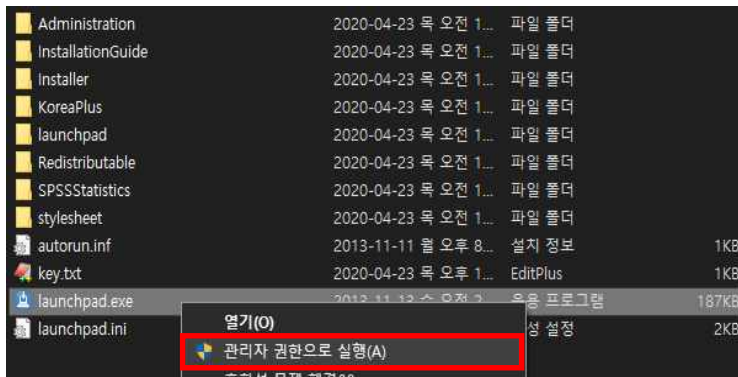 Administration 2020-04-23 목 오전 1... 파일 폴더
InstallationGuide 2020-04-23 목 오전 1... 파일 폴더
Installer 2020-04-23 목 오전 1... 파일 폴더
KoreaPlus 2020-04-23 목 오전 1... 파일 폴더
launchpad 2020-04-23 목 오전 1... 파일 폴더
Redistributable 2020-04-23 목 오전 1... 파일 폴더
SPSSStatistics 2020-04-23 목 오전 1... 파일 폴더
stylesheet 2020-04-23 목 오전 1... 파일 폴더
autorun.inf 2013-11-11 월 오후 8... 설치 정보 1KB
key.txt 2020-04-23 목 오후 1... EditPlus 1KB
launchpad.exe 2013-11-13 수 오전 2... 응용 프로그램 187KB
launchpad.ini 성 설정 2KB
열기(O)
관리자 권한으로 실행(A)